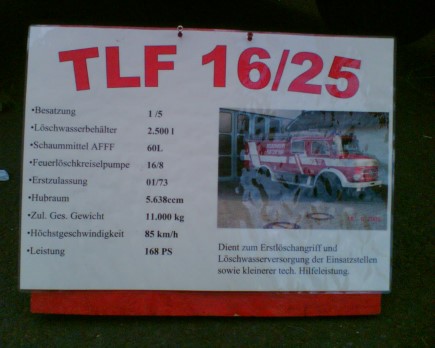 TLF 16/25
•Besatzung 1 /5
•Löschwasserbehälter 2.500 l
•Schaummittel AFFF 60L
•Feuerlöschkreiselpumpe 16/8
•Erstzulassung 01/73
•Hubraum 5.638ccm
•Zul. Ges. Gewicht 11.000 kg
•Höchstgeschwindigkeit 85 km/h
•Leistung 168 PS
Dient zum Erstlöschangriff und
Löschwasserversorgung der Einsatzstellen
sowie kleinerer tech. Hilfeleistung.